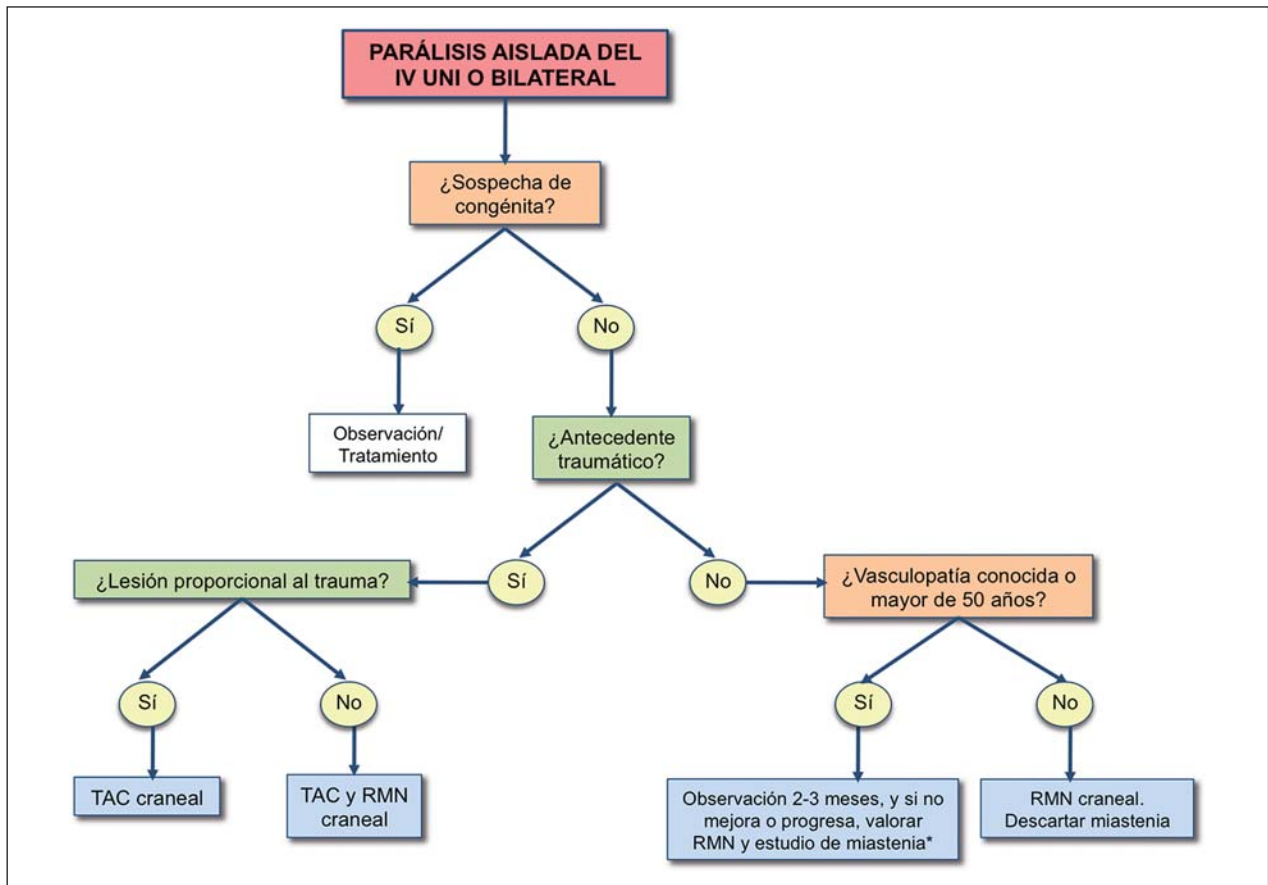 PARÁLISIS AISLADA DEL
IV UNI O BILATERAL
¿Sospecha de
congénita?
Sí
No
Observación/
Tratamiento
¿Antecedente
traumático?
¿Lesión proporcional al trauma?
Sí
No
¿Vasculopatía conocida o
mayor de 50 años?
Sí
No
Sí
No
TAC craneal
TAC y RMN
craneal
Observación 2-3 meses, y si no
mejora o progresa, valorar
RMN y estudio de miastenia*
RMN craneal.
Descartar miastenia